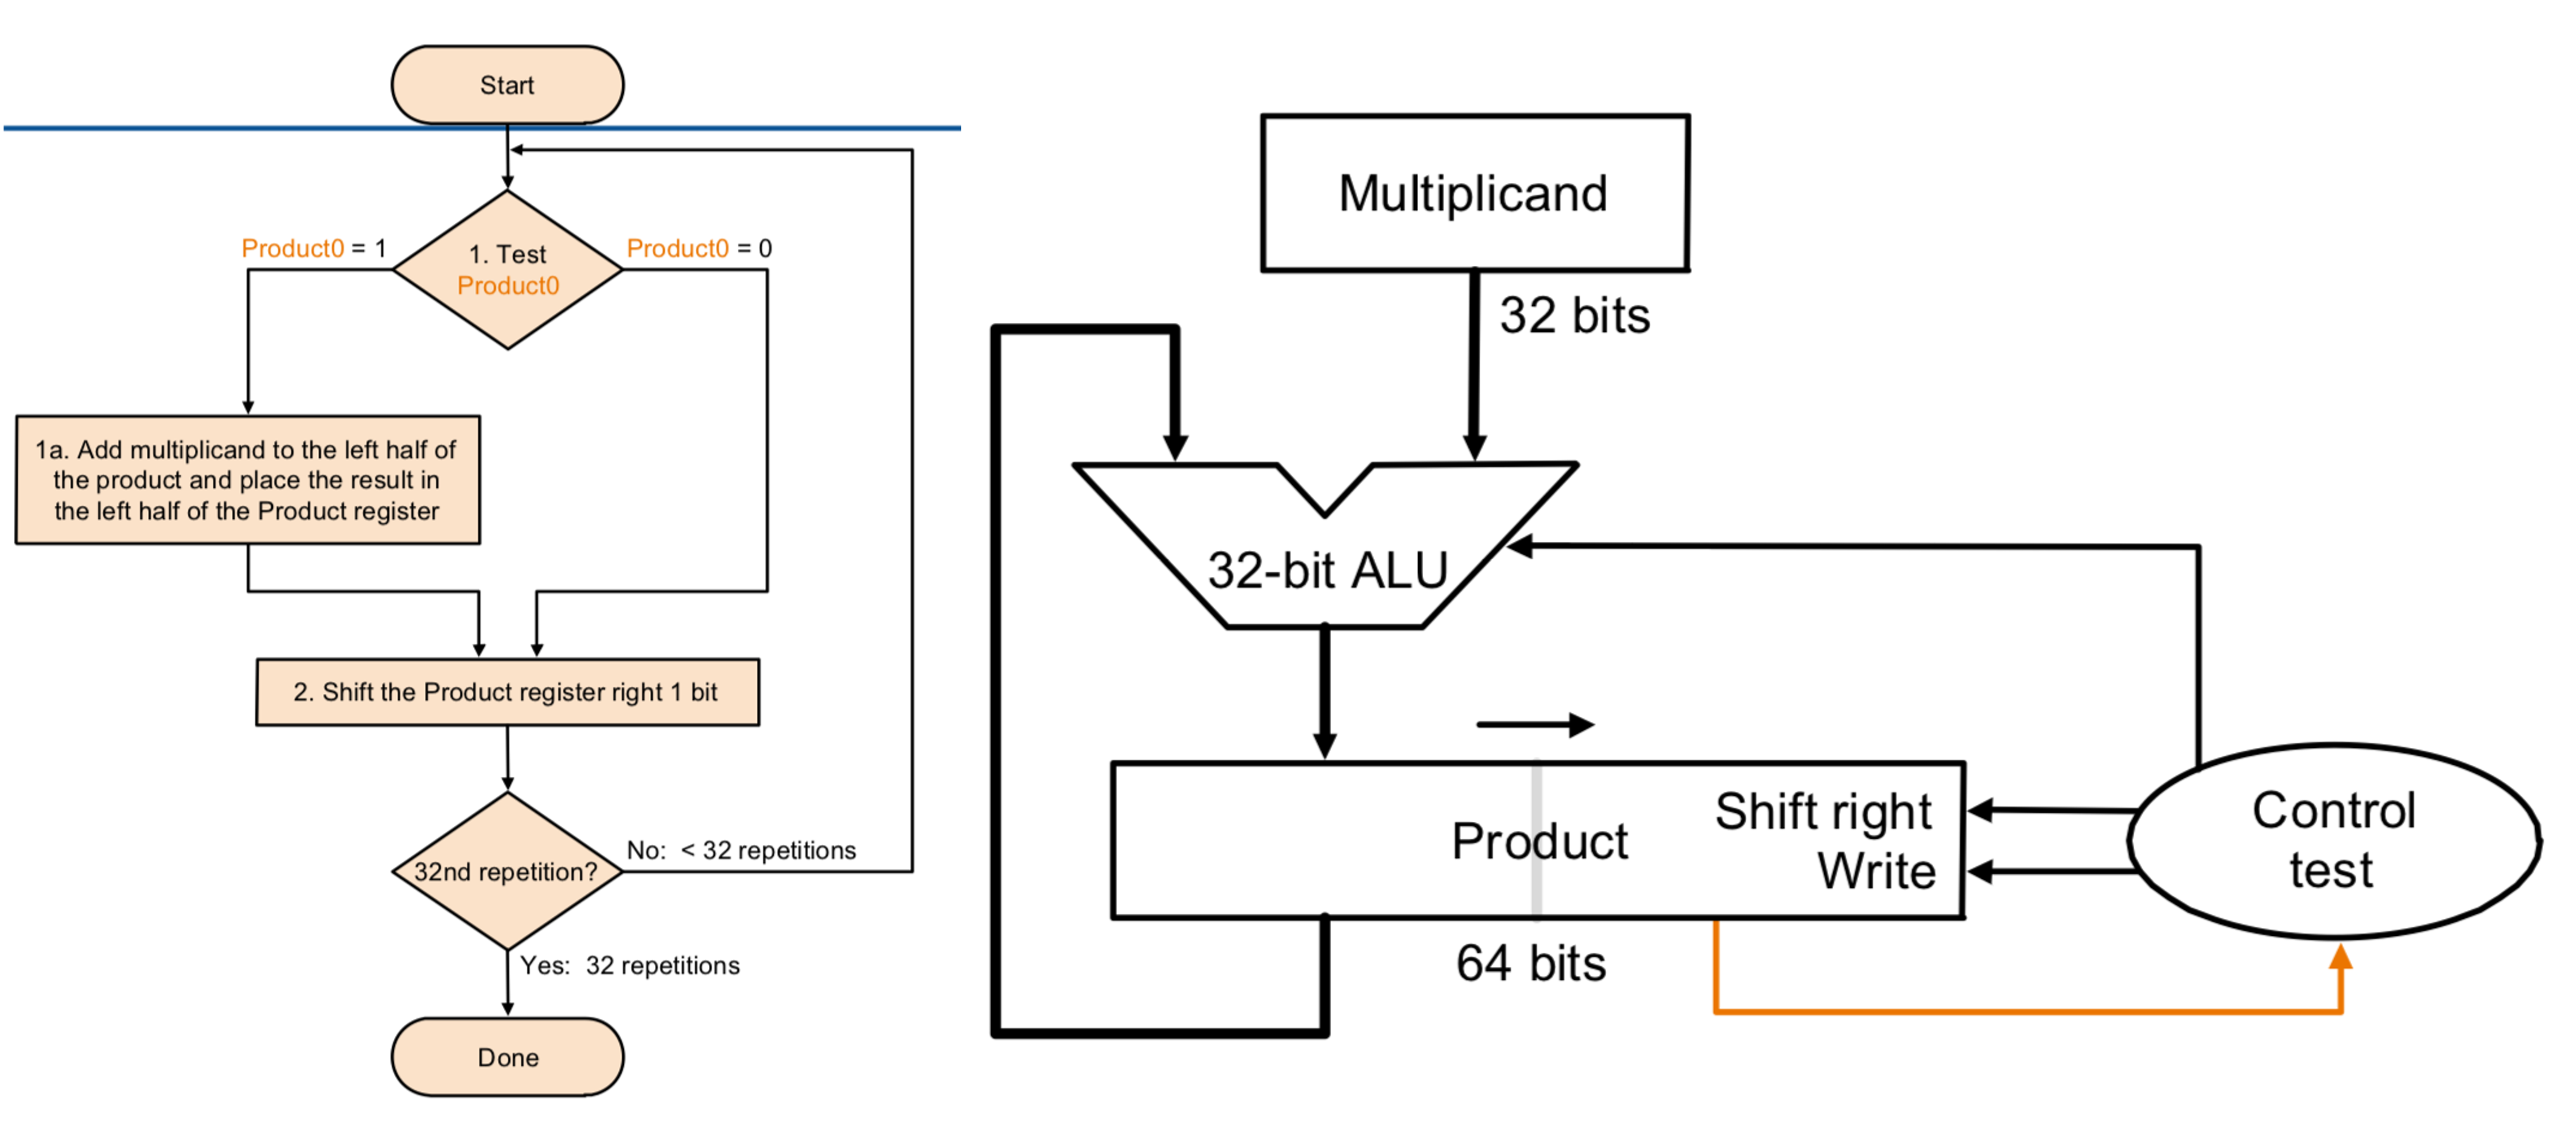 Start
Product0 = 1
1. Test
Product0
Product0 = 0
1a. Add multiplicand to the left half of
the product and place the result in
the left half of the Product register
2. Shift the Product register right 1 bit
32nd repetition?
No:  < 32 repetitions
Yes:  32 repetitions
Done
Multiplicand
32 bits
32-bit ALU
Product
Shift right
Write
64 bits
Control
test